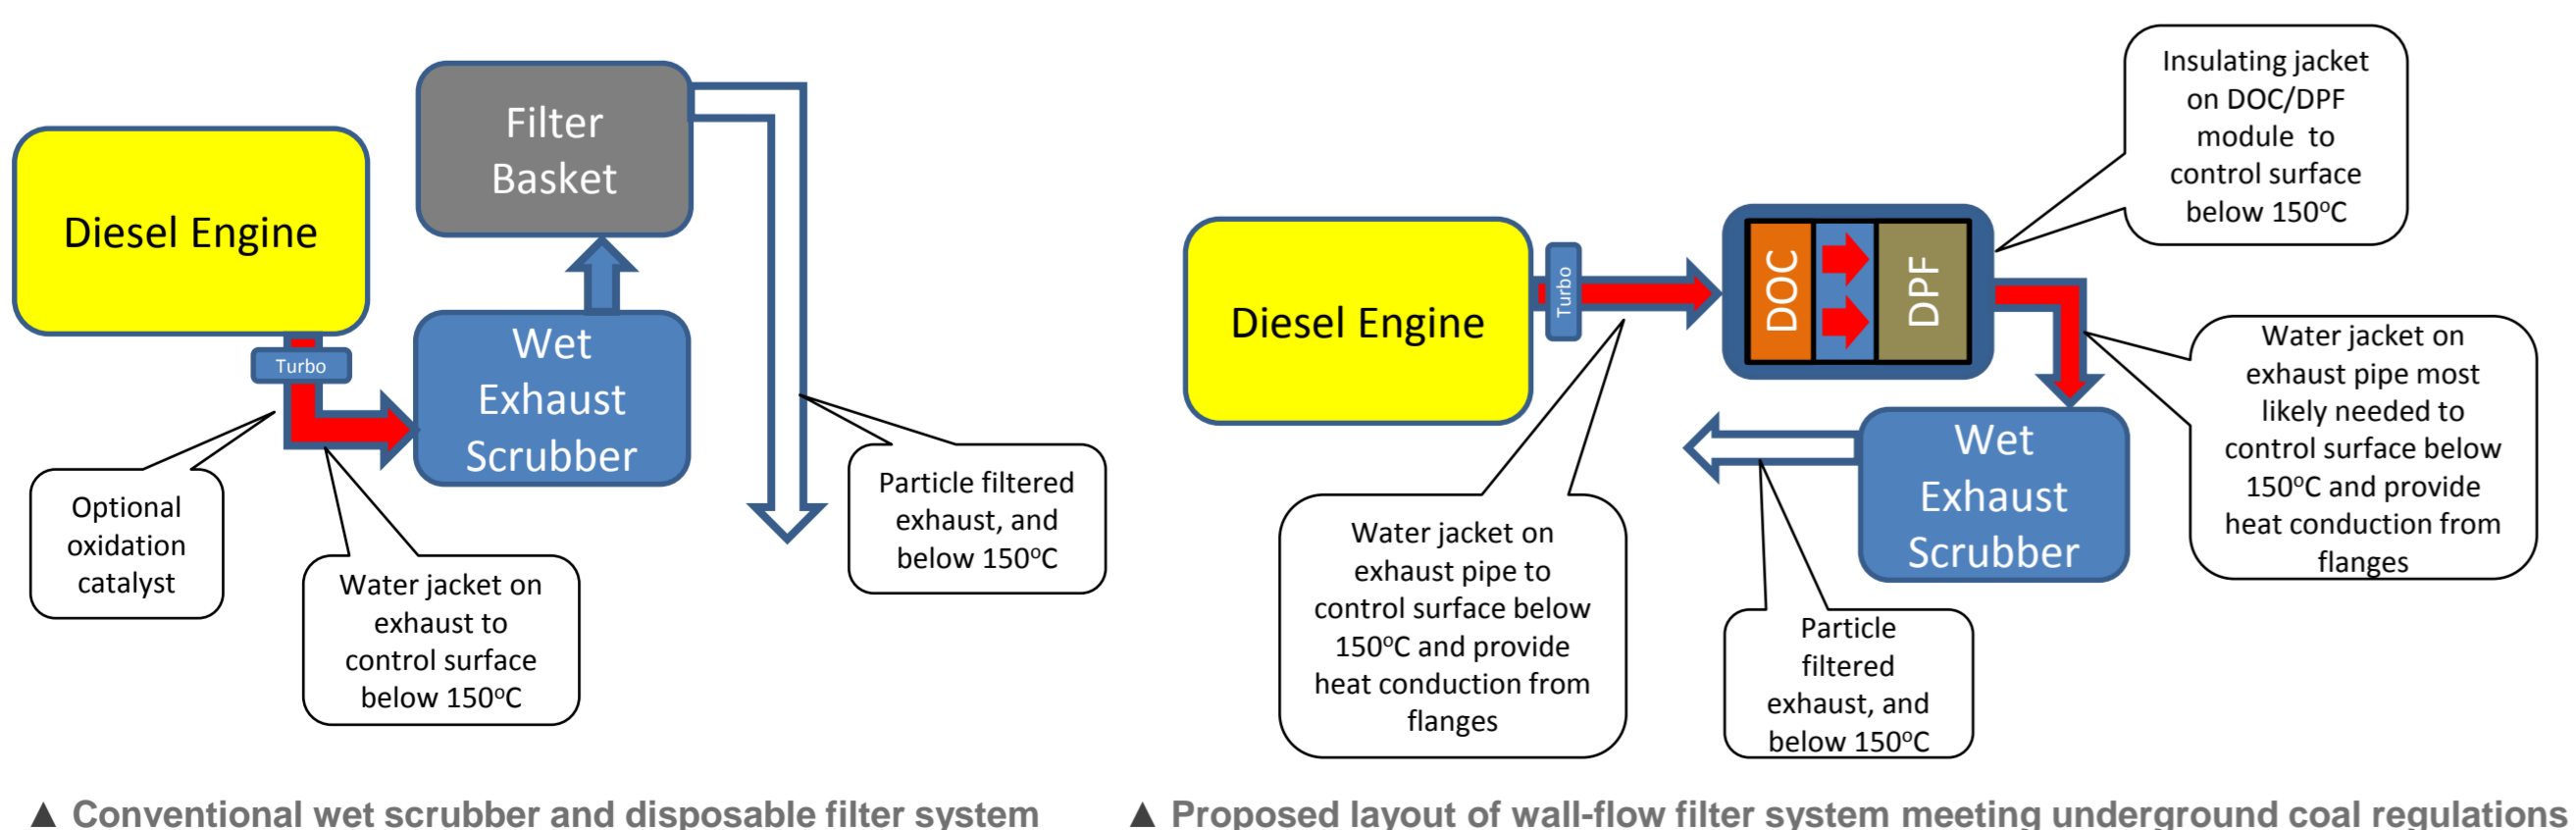 Diesel Engine
Turbo
Filter
Basket
Wet
Exhaust
Scrubber
Optional
oxidation
catalyst
Water jacket on
exhaust to
control surface
below 150°C
Particle filtered
exhaust, and
below 150°C
▲ Conventional wet scrubber and disposable filter system
Diesel Engine
Turbo
DOC
DPF
Insulating jacket
on DOC/DPF
module to
control surface
below 150°C
Water jacket on
exhaust pipe to
control surface below
150°C and provide
heat conduction from
flanges
Water jacket on
exhaust pipe most
likely needed to
control surface below
150°C and provide
heat conduction from
flanges
Wet
Exhaust
Scrubber
Particle
filtered
exhaust, and
below 150°C
▲ Proposed layout of wall-flow filter system meeting underground coal regulations